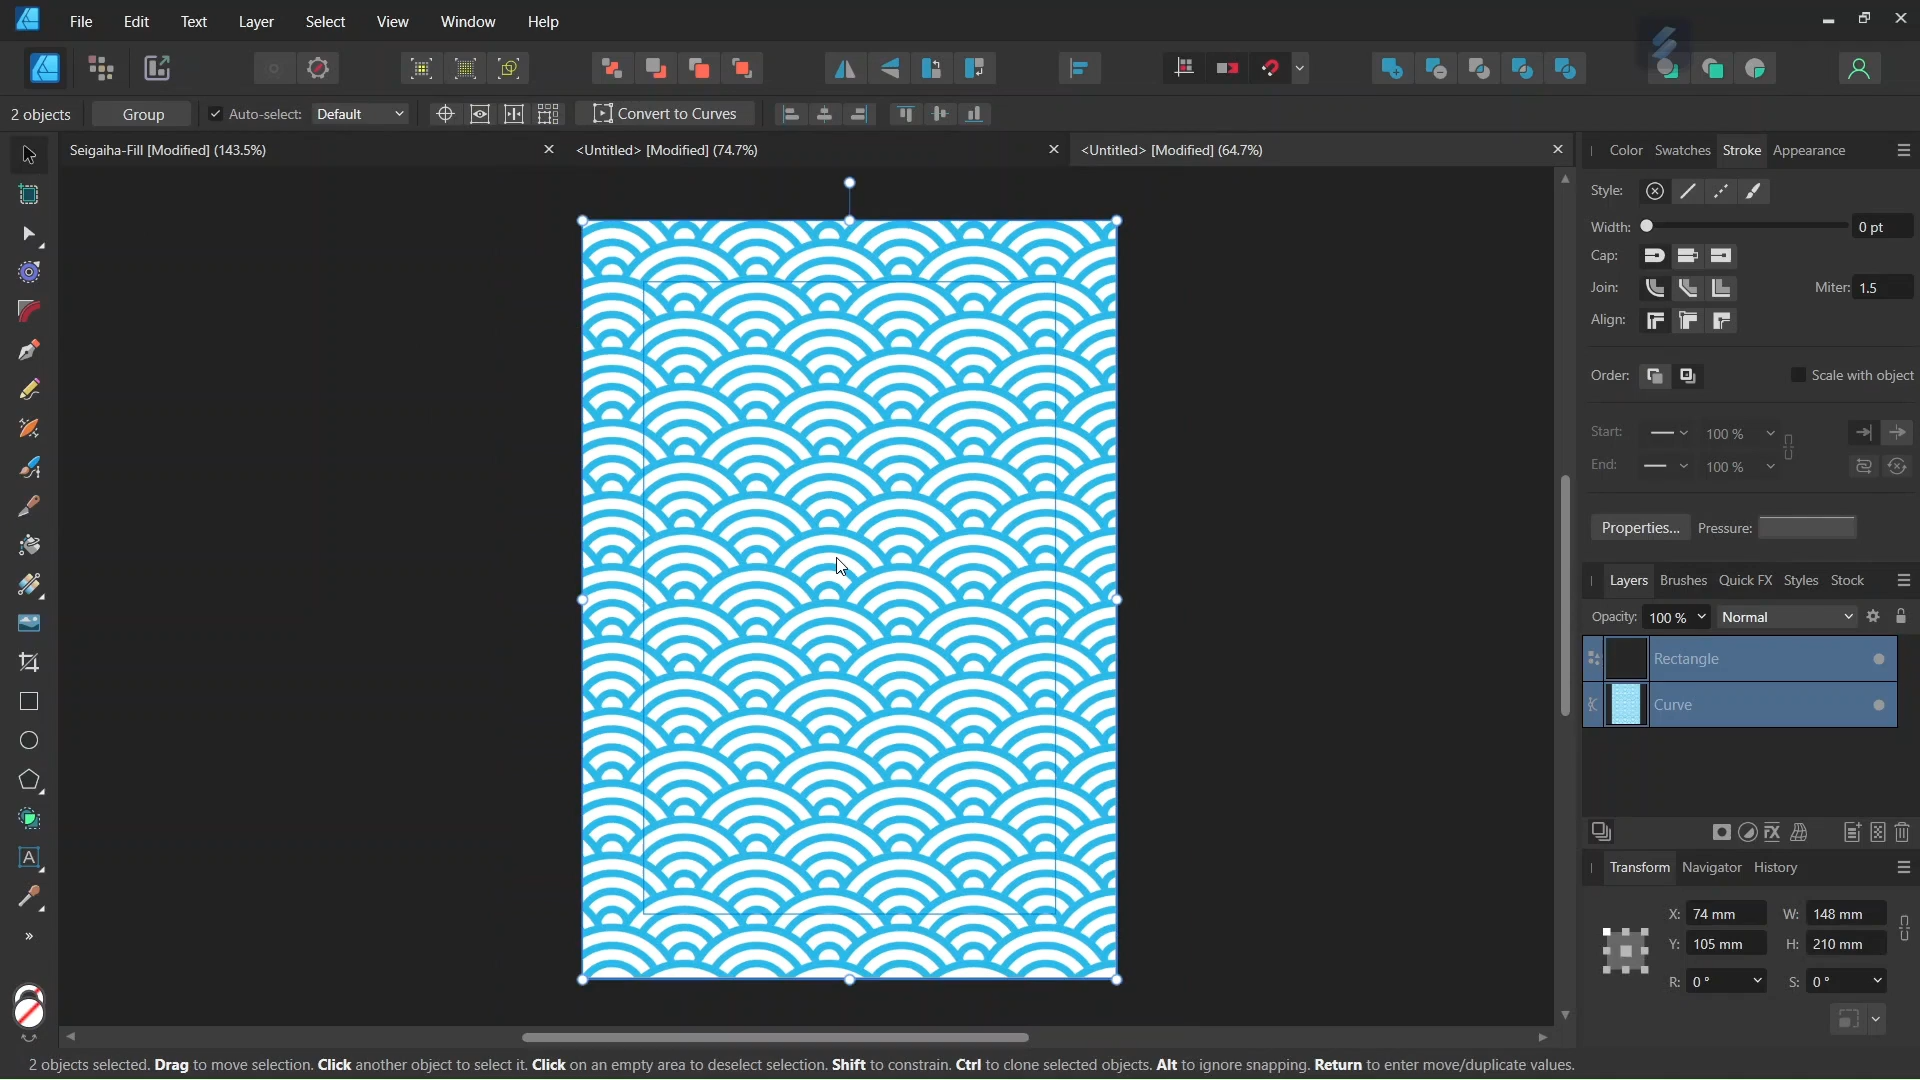 File Edit Text Layer Select View Window Help
2 objects Group Auto-select: Default Convert to Curves
Seigaiha-Fill [Modified] (143.5%) <Untitled> [Modified] (74.7%) <Untitled> [Modified] (64.7%)
Color Swatches Stroke Appearance
Style:
Width: 0 pt
Cap:
Join: Miter: 1.5
Align:
Order: Scale with object
Start: 100 %
End: 100 %
Properties... Pressure:
Layers Brushes Quick FX Styles Stock
Opacity: 100 % Normal
Rectangle
Curve
Transform Navigator History
X: 74 mm W: 148 mm
Y: 105 mm H: 210 mm
R: 0 ° S: 0 °
2 objects selected. Drag to move selection. Click another object to select it. Click on an empty area to deselect selection. Shift to constrain. Ctrl to clone selected objects. Alt to ignore snapping. Return to enter move/duplicate values.